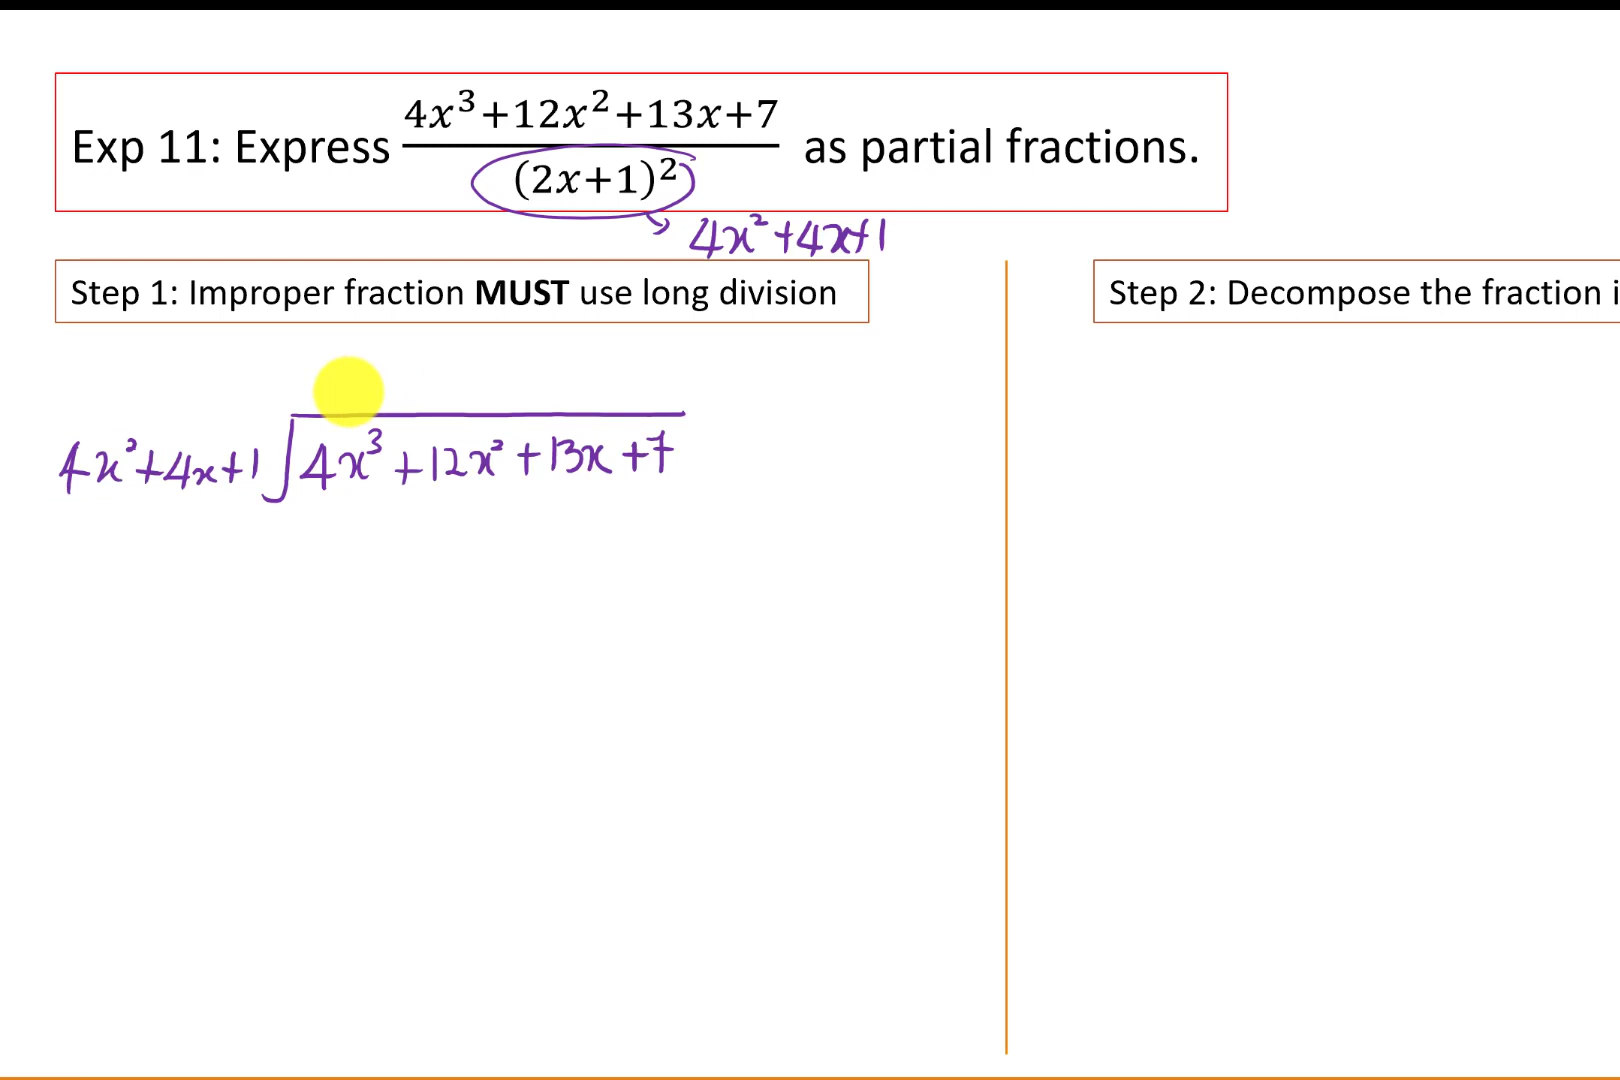 Exp 11: Express (4x³+12x²+13x+7)/(2x+1)² as partial fractions.
4x²+4x+1
Step 1: Improper fraction MUST use long division
Step 2: Decompose the fraction i
4x²+4x+1 √4x³+12x²+13x+7